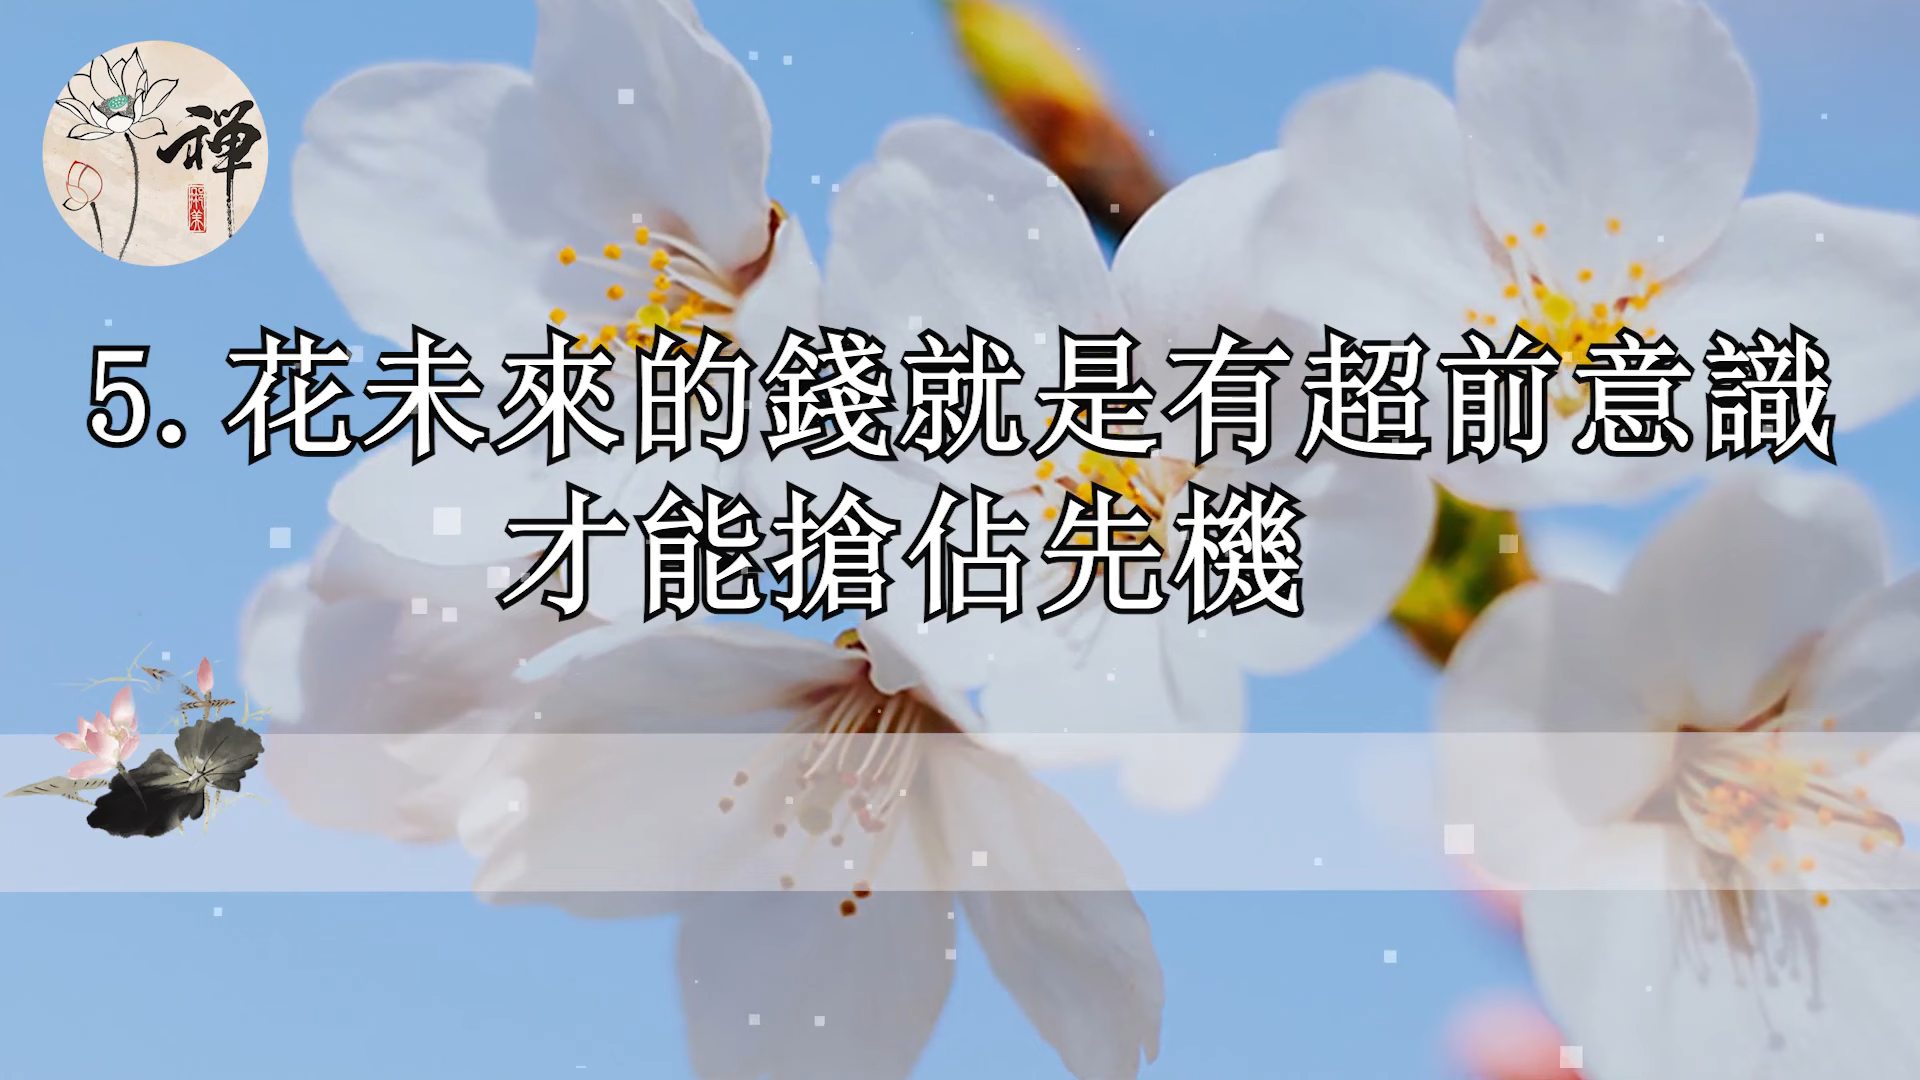 禅
5.花未來的錢就是有超前意識
才能搶佔先機